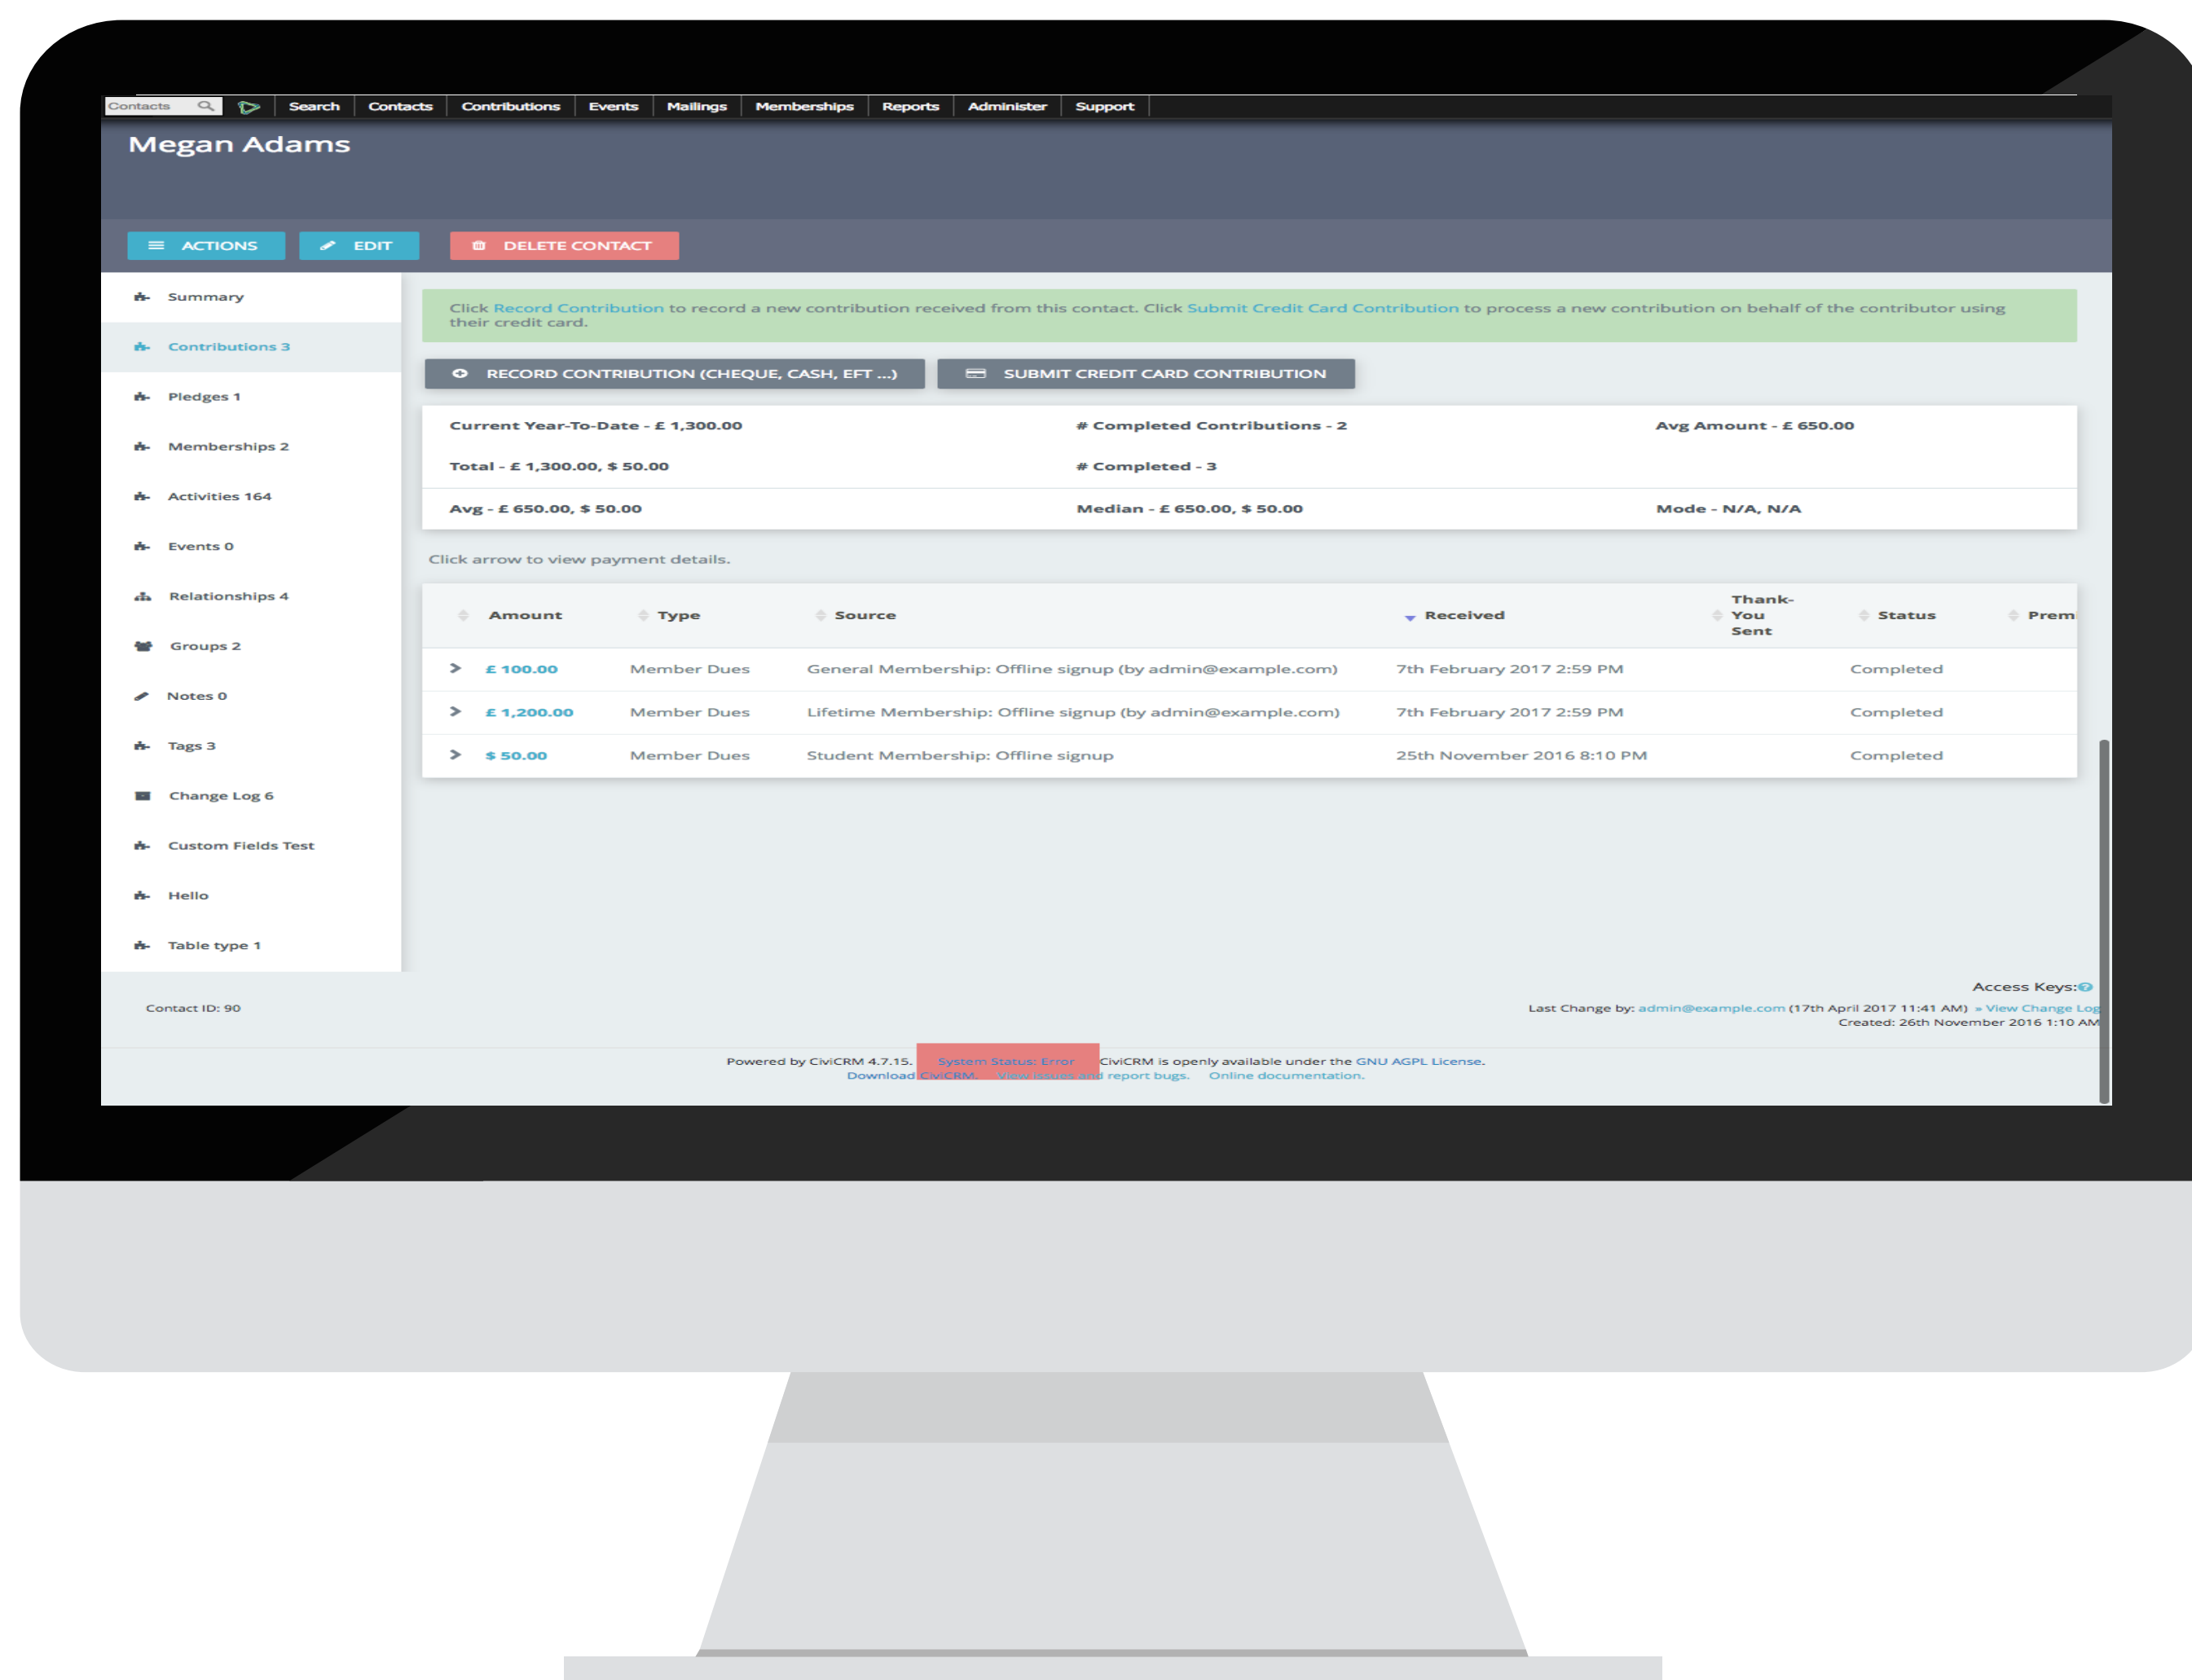 Contacts Search Contacts Contributions Events Mailings Memberships Reports Administer Support
Megan Adams
ACTIONS EDIT DELETE CONTACT
Summary
Contributions 3
Pledges 1
Memberships 2
Activities 164
Events 0
Relationships 4
Groups 2
Notes 0
Tags 3
Change Log 6
Custom Fields Test
Hello
Table type 1
Click Record Contribution to record a new contribution received from this contact. Click Submit Credit Card Contribution to process a new contribution on behalf of the contributor using
their credit card.
RECORD CONTRIBUTION (CHEQUE, CASH, EFT ...) SUBMIT CREDIT CARD CONTRIBUTION
Current Year-To-Date - £ 1,300.00 # Completed Contributions - 2 Avg Amount - £ 650.00
Total - £ 1,300.00, $ 50.00 # Completed - 3
Avg - £ 650.00, $ 50.00 Median - £ 650.00, $ 50.00 Mode - N/A, N/A
Click arrow to view payment details.
Amount Type Source Received Thank-You Sent Status Premi
£ 100.00 Member Dues General Membership: Offline signup (by admin@example.com) 7th February 2017 2:59 PM Completed
£ 1,200.00 Member Dues Lifetime Membership: Offline signup (by admin@example.com) 7th February 2017 2:59 PM Completed
$ 50.00 Member Dues Student Membership: Offline signup 25th November 2016 8:10 PM Completed
Access Keys:
Contact ID: 90 Last Change by: admin@example.com (17th April 2017 11:41 AM) » View Change Log
Created: 26th November 2016 1:10 AM
Powered by CiviCRM 4.7.15. System Status: Error CiviCRM is openly available under the GNU AGPL License.
Download CiviCRM. View issues and report bugs. Online documentation.